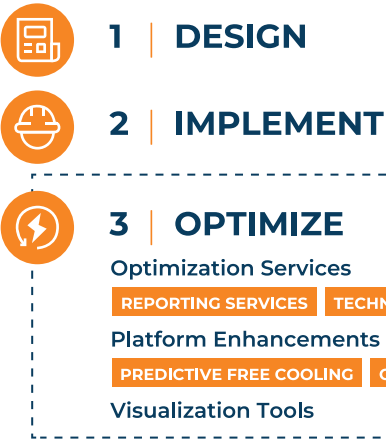 1 | DESIGN
2 | IMPLEMENT
3 | OPTIMIZE
Optimization Services
REPORTING SERVICES
Platform Enhancements
PREDICTIVE FREE COOLING
Visualization Tools